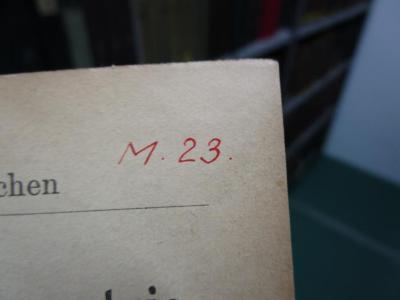 M. 23.
chen